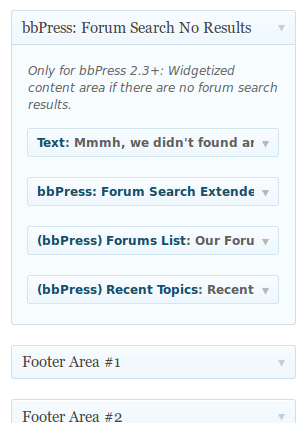 bbPress: Forum Search No Results
Only for bbPress 2.3+: Widgetized
content area if there are no forum search
results.
Text: Mmmh, we didn't found
bbPress: Forum Search Extende
(bbPress) Forums List: Our Foru
(bbPress) Recent Topics: Recent
Footer Area #1
Footer Area #2